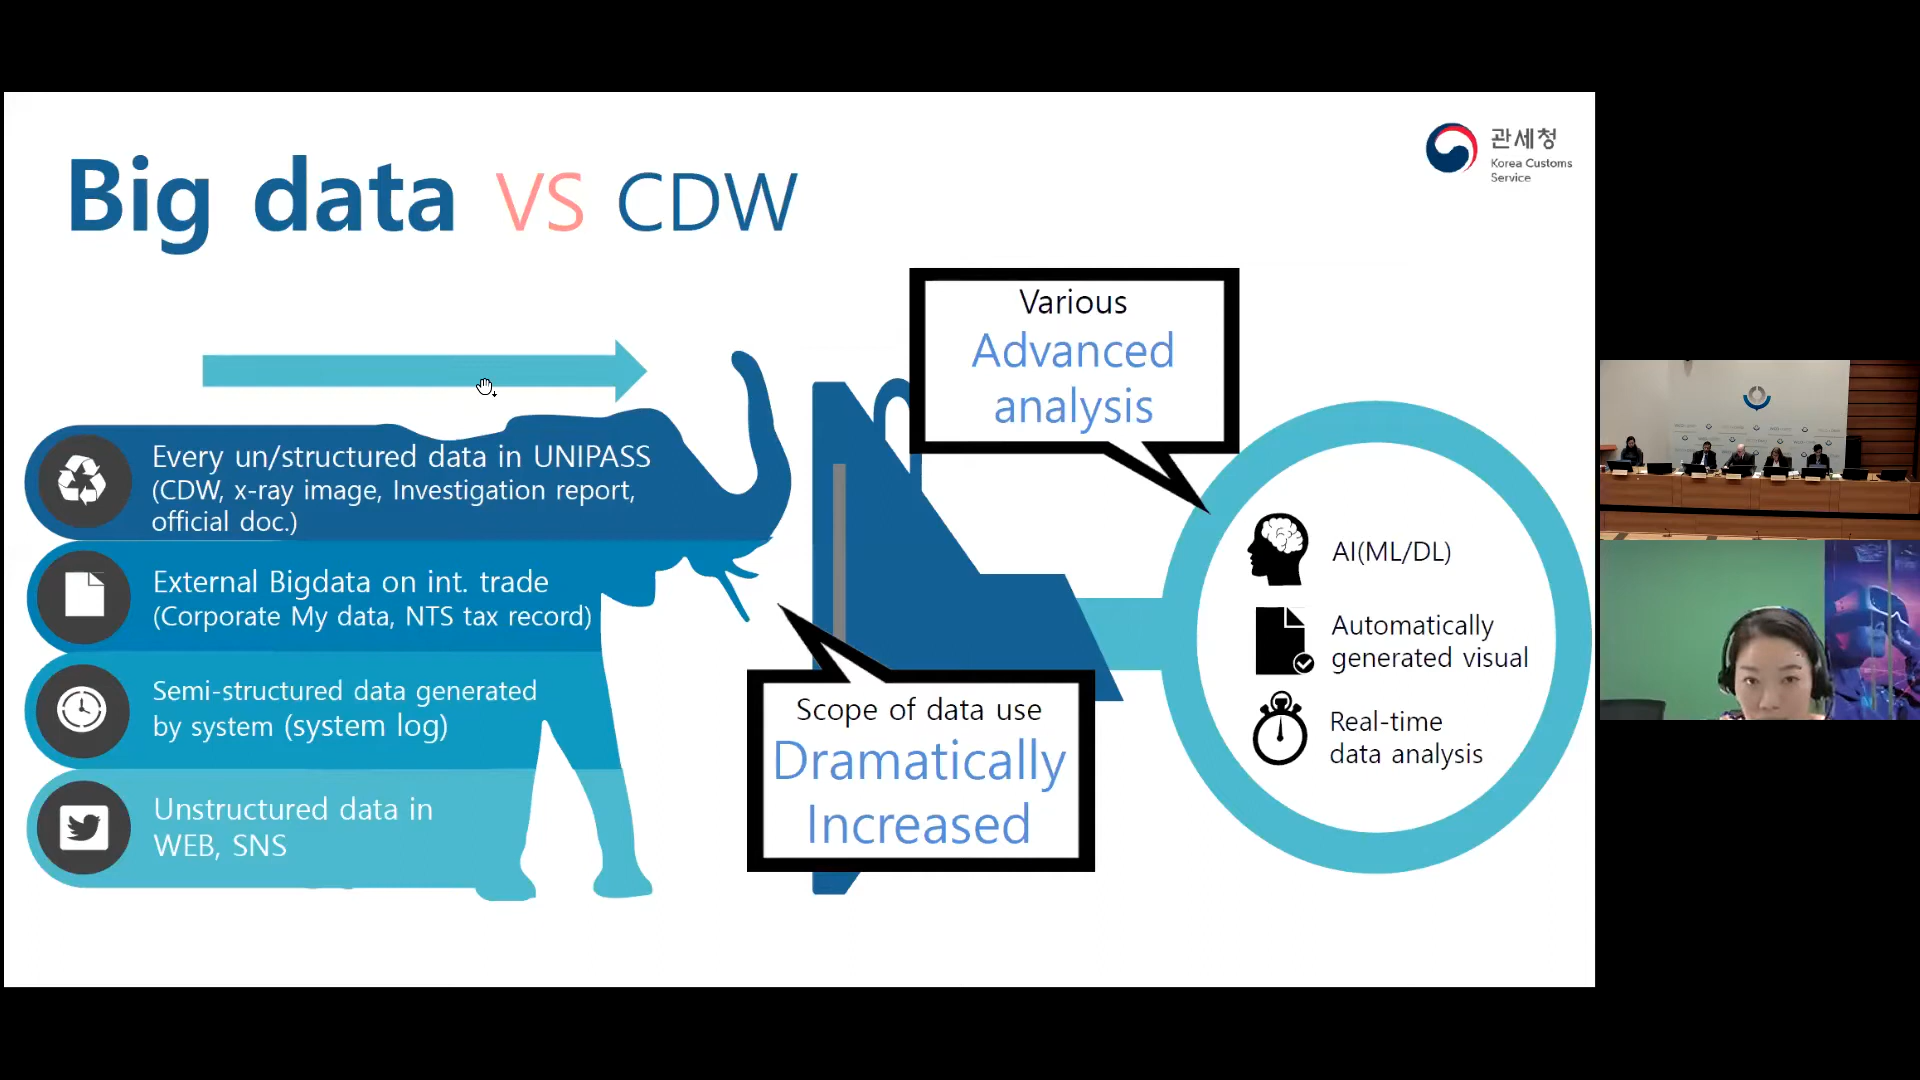 Big data VS CDW
관세청
Korea Customs
Service
Various
Advanced
analysis
Every un/structured data in UNIPASS
(CDW, x-ray image, Investigation report,
official doc.)
External Bigdata on int. trade
(Corporate My data, NTS tax record)
Semi-structured data generated
by system (system log)
Unstructured data in
WEB, SNS
Scope of data use
Dramatically
Increased
AI(ML/DL)
Automatically
generated visual
Real-time
data analysis